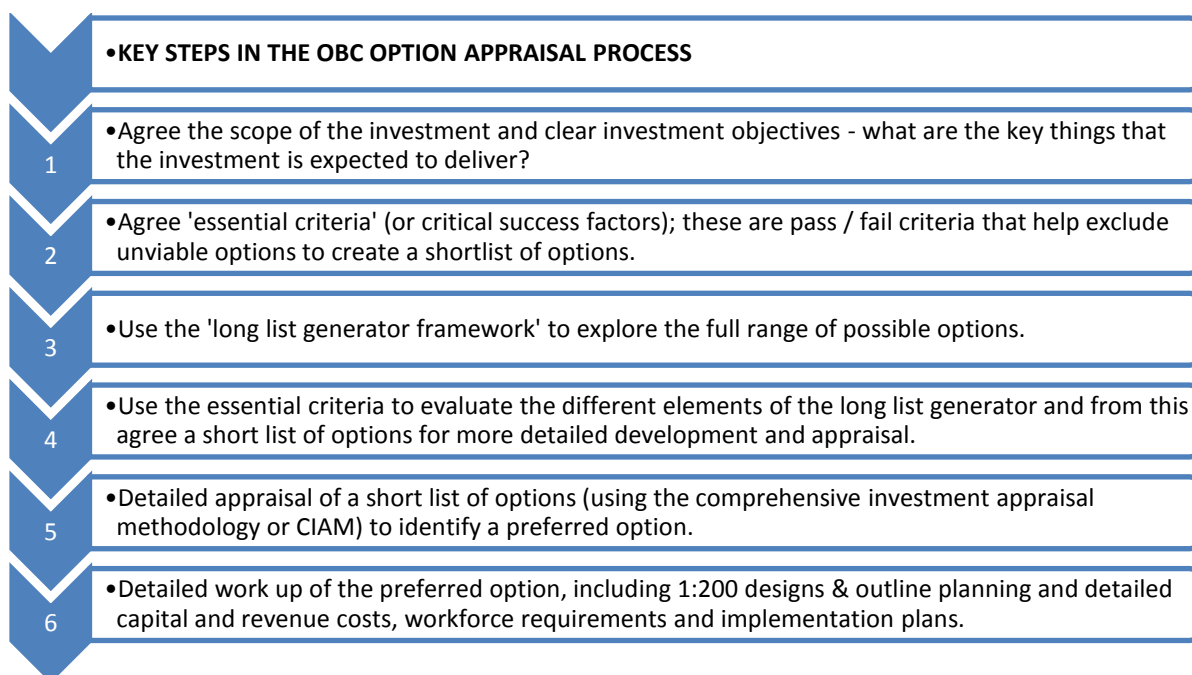 •KEY STEPS IN THE OBC OPTION APPRAISAL PROCESS
1
•Agree the scope of the investment and clear investment objectives - what are the key things that
the investment is expected to deliver?
2
•Agree 'essential criteria' (or critical success factors); these are pass / fail criteria that help exclude
unviable options to create a shortlist of options.
3
•Use the 'long list generator framework' to explore the full range of possible options.
4
•Use the essential criteria to evaluate the different elements of the long list generator and from this
agree a short list of options for more detailed development and appraisal.
5
•Detailed appraisal of a short list of options (using the comprehensive investment appraisal
methodology or CIAM) to identify a preferred option.
6
•Detailed work up of the preferred option, including 1:200 designs & outline planning and detailed
capital and revenue costs, workforce requirements and implementation plans.